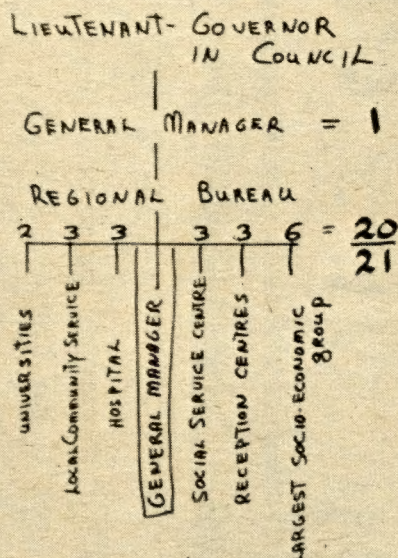 LIEUTENANT-GOVERNOR
IN COUNCIL
GENERAL MANAGER = 1
REGIONAL BUREAU
2 3 3 3 3 6 = 20
21
UNIVERSITIES
LOCAL COMMUNITY SERVICE
HOSPITAL
GENERAL MANAGER
SOCIAL SERVICE CENTRE
RECEPTION CENTRES
LARGEST SOCIO-ECONOMIC
group